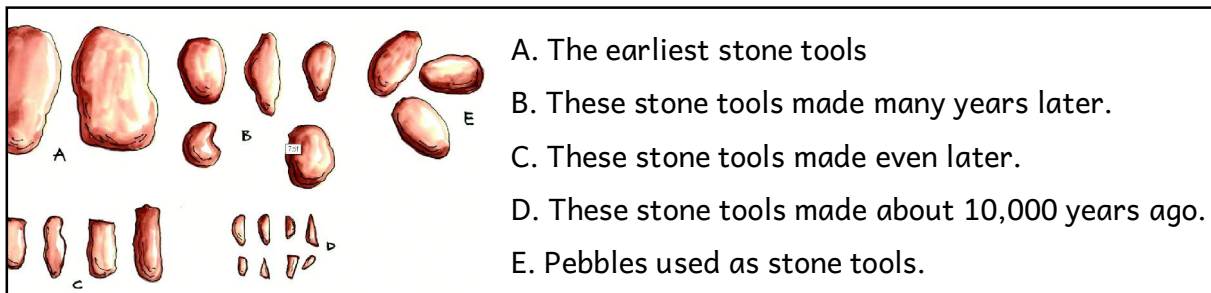 A. The earliest stone tools
B. These stone tools made many years later.
C. These stone tools made even later.
D. These stone tools made about 10,000 years ago.
E. Pebbles used as stone tools.
A
B
E
C
D